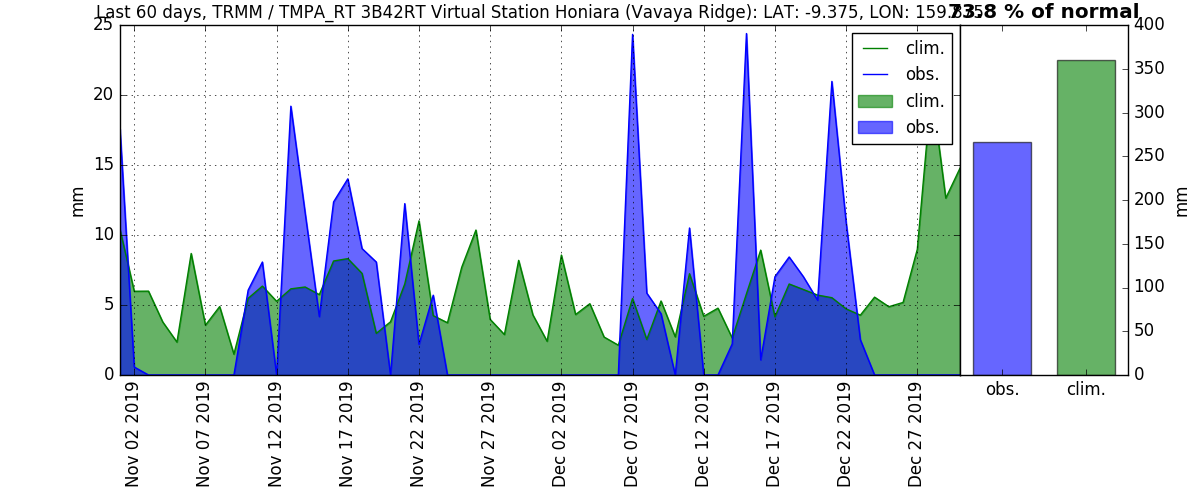 Last 60 days, TRMM / TMPA_RT 3B42RT Virtual Station Honiara (Vavaya Ridge): LAT: -9.375, LON:
73.8 % of normal
25
20
15
10
5
0
mm
clim.
obs.
clim.
obs.
400
350
300
250
200
150
100
50
0
mm
Nov 02 2019
Nov 07 2019
Nov 12 2019
Nov 17 2019
Nov 22 2019
Nov 27 2019
Dec 02 2019
Dec 07 2019
Dec 12 2019
Dec 17 2019
Dec 22 2019
Dec 27 2019
obs.
clim.